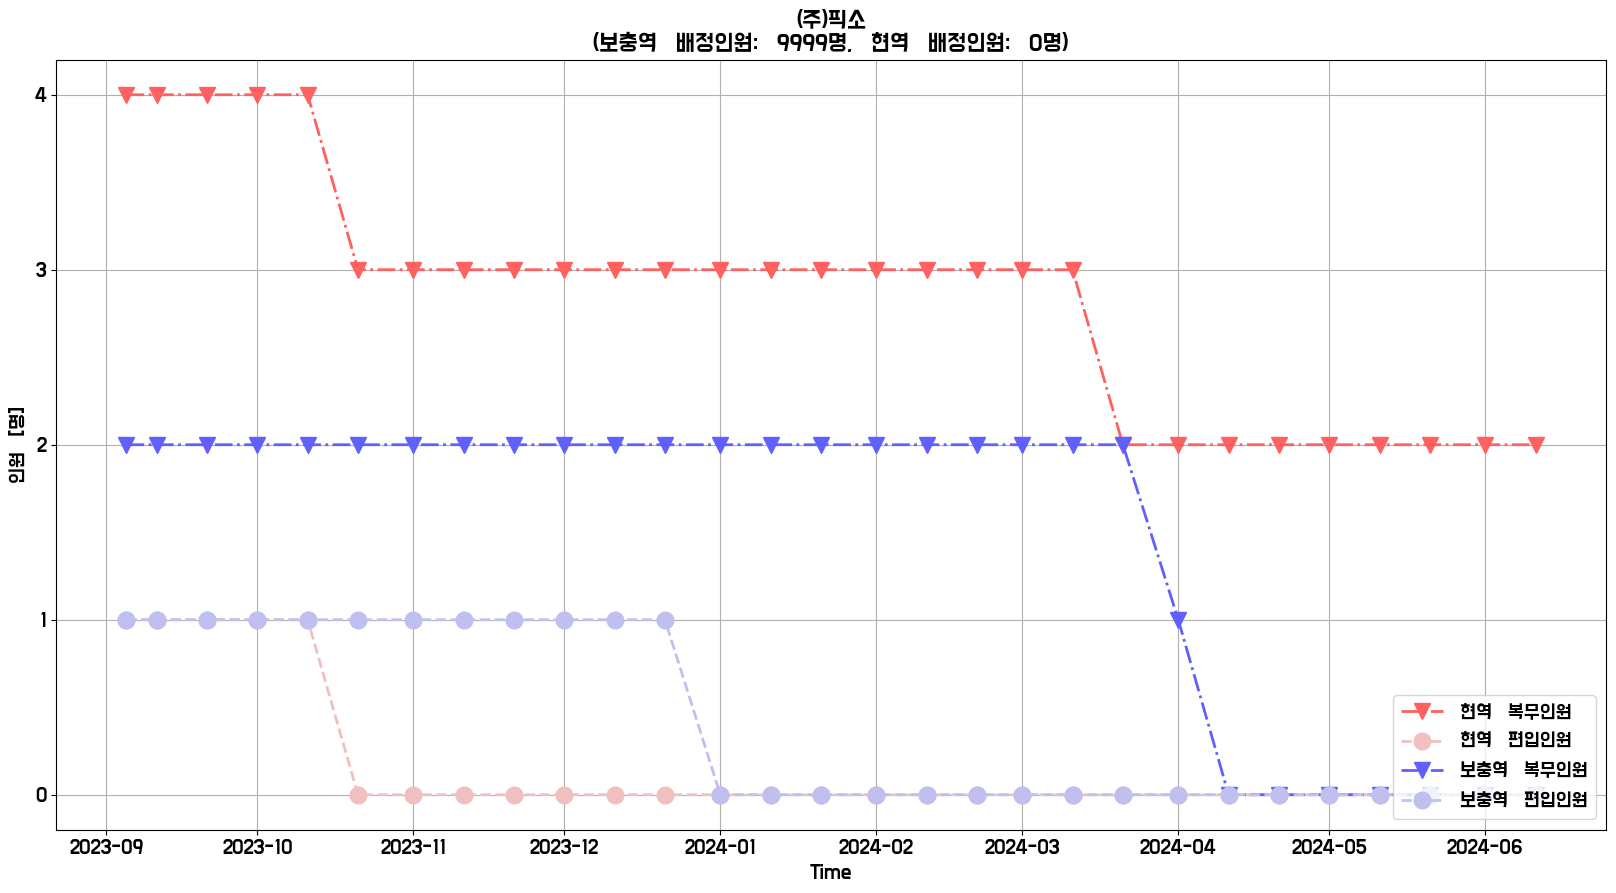 (주)픽소
(보충역 배정인원: 9999명, 현역 배정인원: 0명)
인원 [명]
4
3
2
1
0
현역 복무인원
현역 편입인원
보충역 복무인원
보충역 편입인원
2023-09 2023-10 2023-11 2023-12 2024-01 2024-02 2024-03 2024-04 2024-05 2024-06
Time